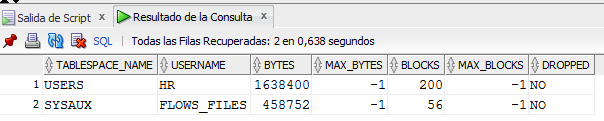 Salida de Script x Resultado de la Consulta x
SQL | Todas las Filas Recuperadas: 2 en 0,638 segundos
TABLESPACE_NAME USERNAME BYTES MAX_BYTES BLOCKS MAX_BLOCKS DROPPED
1 USERS HR 1638400 -1 200 -1 NO
2 SYSAUX FLOWS_FILES 458752 -1 56 -1 NO